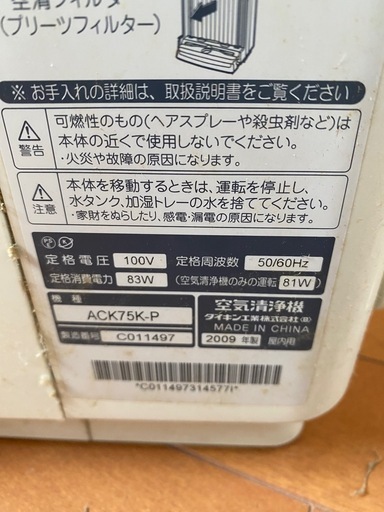 空清フィルタ
(プリーツフィルター)
※ お手入れの詳細は、取扱説明書をご覧ください
警告
可燃性のもの(ヘアスプレーや殺虫剤など)は
本体の近くで使用しないでください。
・火災や故障の原因になります。
注意
本体を移動するときは、運転を停止し、
水タンク、加湿トレーの水を捨ててください。
・家財をぬらしたり、感電・漏電の原因になります。
定格電圧 100V 定格周波数 50/60Hz
定格消費電力 83W (空気清浄機のみの運転 81W)
機種 ACK75K-P
製造番号 C011497
空気清浄機
ダイキン工業株式会社(製)
MADE IN CHINA
2009 年製 屋内用
*C011497314577I*